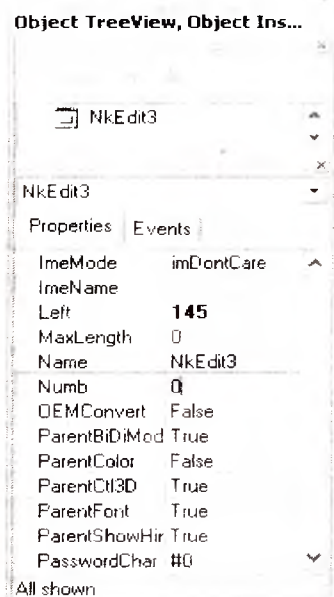 Object TreeView, Object Ins...
NkEdit3
NkEdit3
Properties Events
ImeMode imDontCare
ImeName
Left 145
MaxLength 0
Name NkEdit3
Numb 0
OEMConvert False
ParentBiDiMod True
ParentColor False
ParentCtl3D True
ParentFont True
ParentShowHir True
PasswordChar #0
All shown